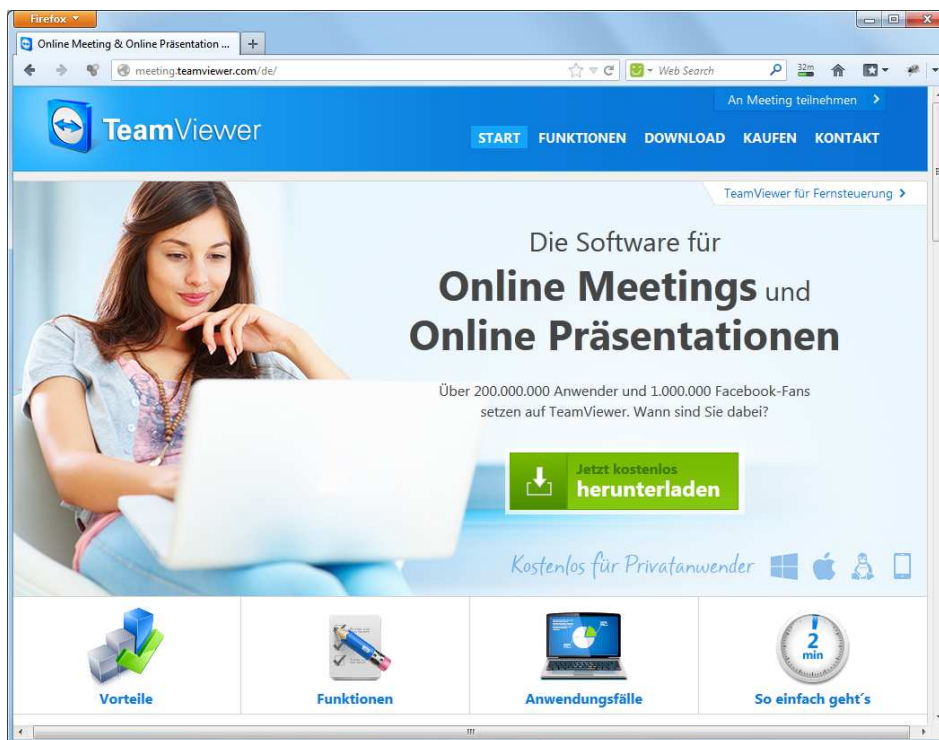 Firefox
Online Meeting & Online Präsentation ...
meeting.teamviewer.com/de/
Web Search
32m
An Meeting teilnehmen
TeamViewer
START FUNKTIONEN DOWNLOAD KAUFEN KONTAKT
TeamViewer für Fernsteuerung
Die Software für
Online Meetings und
Online Präsentationen
Über 200.000.000 Anwender und 1.000.000 Facebook-Fans
setzen auf TeamViewer. Wann sind Sie dabei?
Jetzt kostenlos
herunterladen
Kostenlos für Privatanwender
2
min
Vorteile Funktionen Anwendungsfälle So einfach geht´s